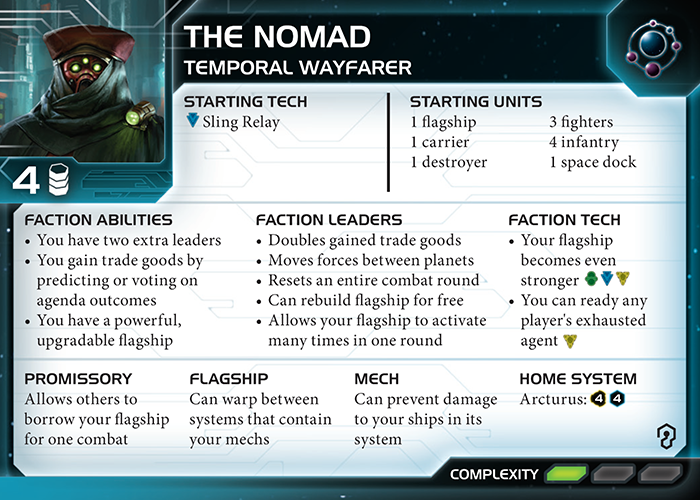 THE NOMAD
TEMPORAL WAYFARER
4
STARTING TECH
Sling Relay
STARTING UNITS
1 flagship
1 carrier
1 destroyer
3 fighters
4 infantry
1 space dock
FACTION ABILITIES
• You have two extra leaders
• You gain trade goods by
predicting or voting on
agenda outcomes
• You have a powerful,
upgradable flagship
FACTION LEADERS
• Doubles gained trade goods
• Moves forces between planets
• Resets an entire combat round
• Can rebuild flagship for free
• Allows your flagship to activate
many times in one round
FACTION TECH
• Your flagship
becomes even
stronger
• You can ready any
player's exhausted
agent
PROMISSORY
Allows others to
borrow your flagship
for one combat
FLAGSHIP
Can warp between
systems that contain
your mechs
MECH
Can prevent damage
to your ships in its
system
HOME SYSTEM
Arcturus: 4 4
COMPLEXITY